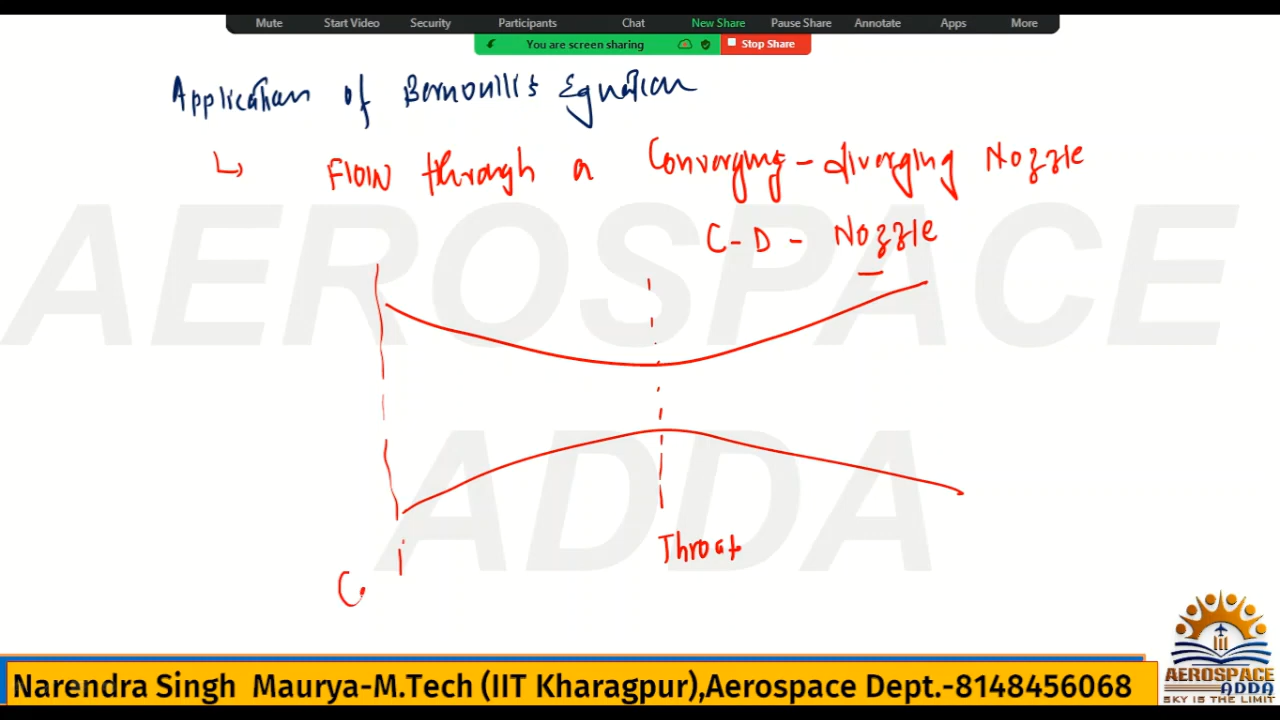 Mute Start Video Security Participants Chat New Share Pause Share Annotate Apps More
You are screen sharing Stop Share
Application of Bernoulli's Equation
Flow through a Converging-diverging Nozzle
C-D- Nozzle
AEROSPACE
ADDA
Throat
i
Co
Narendra Singh Maurya-M.Tech (IIT Kharagpur),Aerospace Dept.-8148456068
AEROSPACE
ADDA
SKY IS THE LIMIT